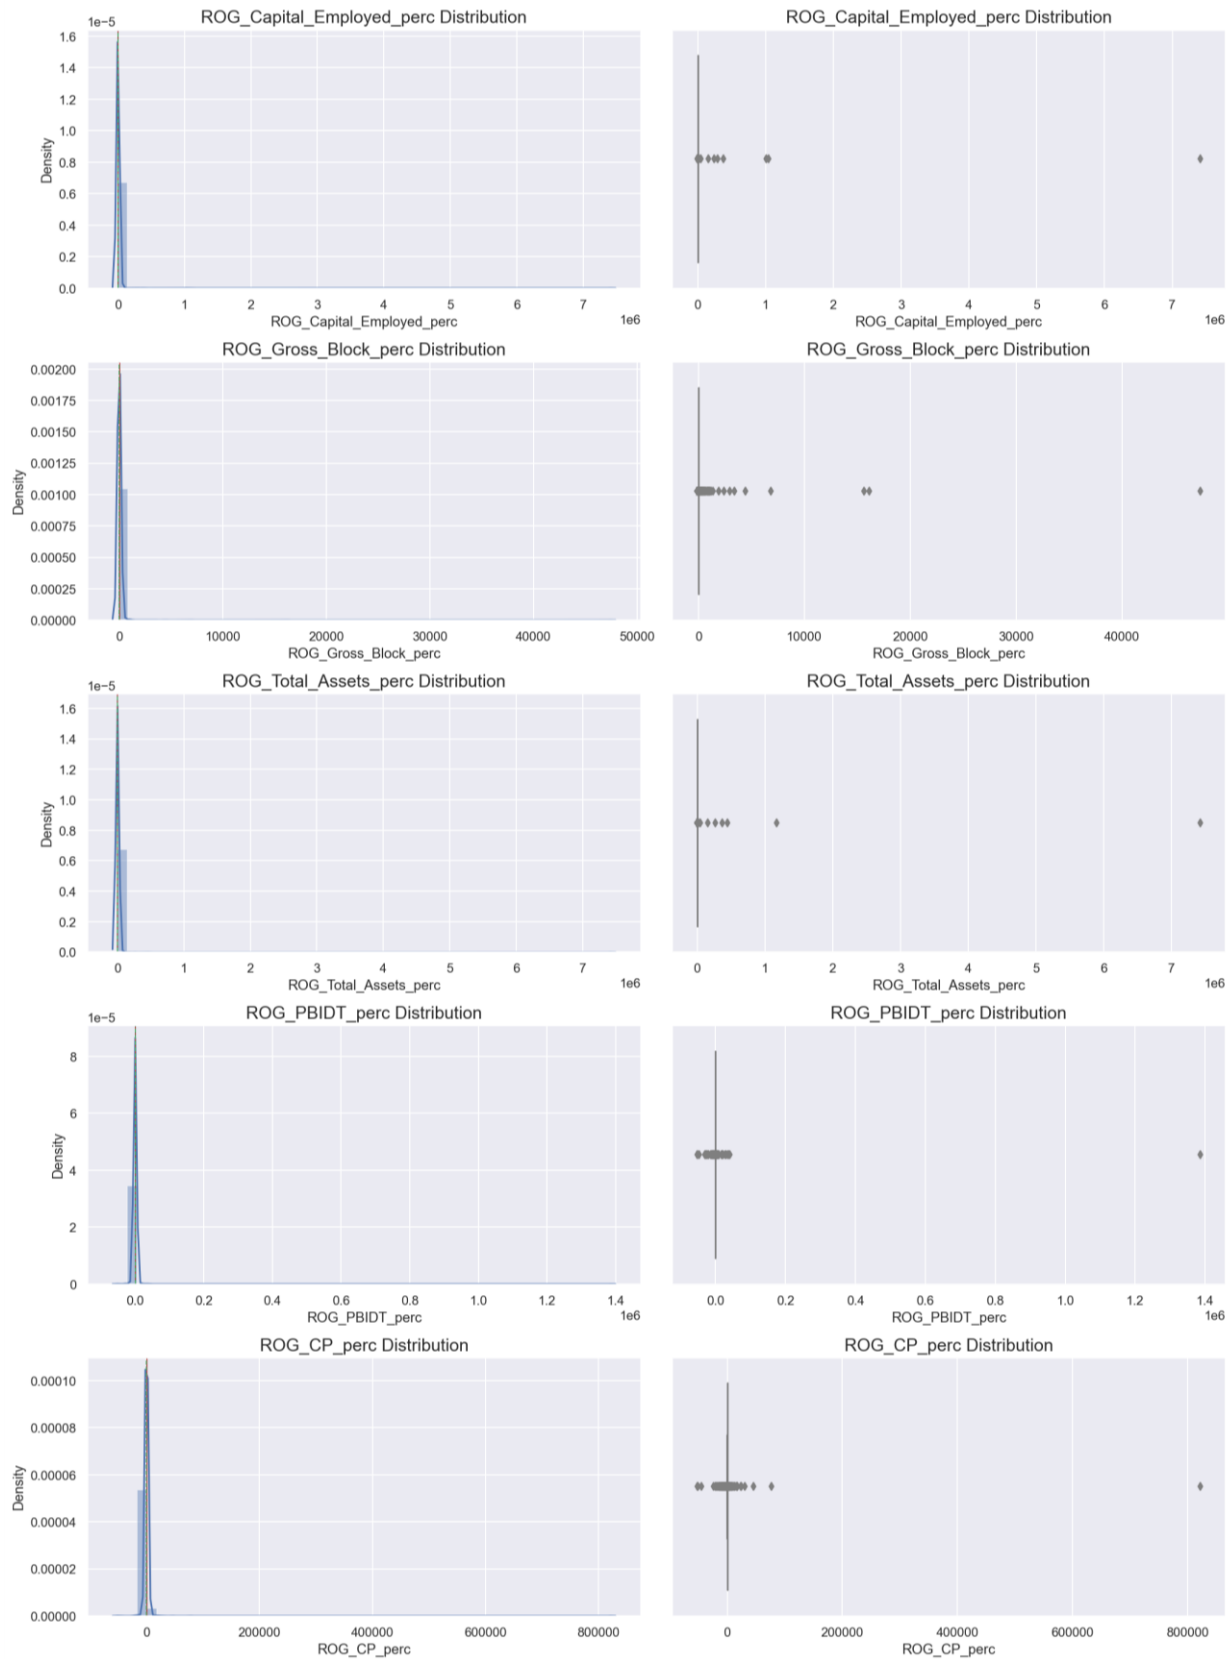 ROG_Capital_Employed_perc Distribution
ROG_Capital_Employed_perc Distribution
1e−5
1.6
1.4
1.2
1.0
0.8
0.6
0.4
0.2
0.0
Density
0 1 2 3 4 5 6 7
0 1 2 3 4 5 6 7
ROG_Capital_Employed_perc 1e6
ROG_Capital_Employed_perc 1e6
ROG_Gross_Block_perc Distribution
ROG_Gross_Block_perc Distribution
0.00200
0.00175
0.00150
0.00125
0.00100
0.00075
0.00050
0.00025
0.00000
Density
0 10000 20000 30000 40000 50000
0 10000 20000 30000 40000
ROG_Gross_Block_perc
ROG_Gross_Block_perc
ROG_Total_Assets_perc Distribution
ROG_Total_Assets_perc Distribution
1e−5
1.6
1.4
1.2
1.0
0.8
0.6
0.4
0.2
0.0
Density
0 1 2 3 4 5 6 7
0 1 2 3 4 5 6 7
ROG_Total_Assets_perc 1e6
ROG_Total_Assets_perc 1e6
ROG_PBIDT_perc Distribution
ROG_PBIDT_perc Distribution
1e−5
8
6
4
2
0
Density
0.0 0.2 0.4 0.6 0.8 1.0 1.2 1.4
0.0 0.2 0.4 0.6 0.8 1.0 1.2 1.4
ROG_PBIDT_perc 1e6
ROG_PBIDT_perc 1e6
ROG_CP_perc Distribution
ROG_CP_perc Distribution
0.00010
0.00008
0.00006
0.00004
0.00002
0.00000
Density
0 200000 400000 600000 800000
0 200000 400000 600000 800000
ROG_CP_perc
ROG_CP_perc